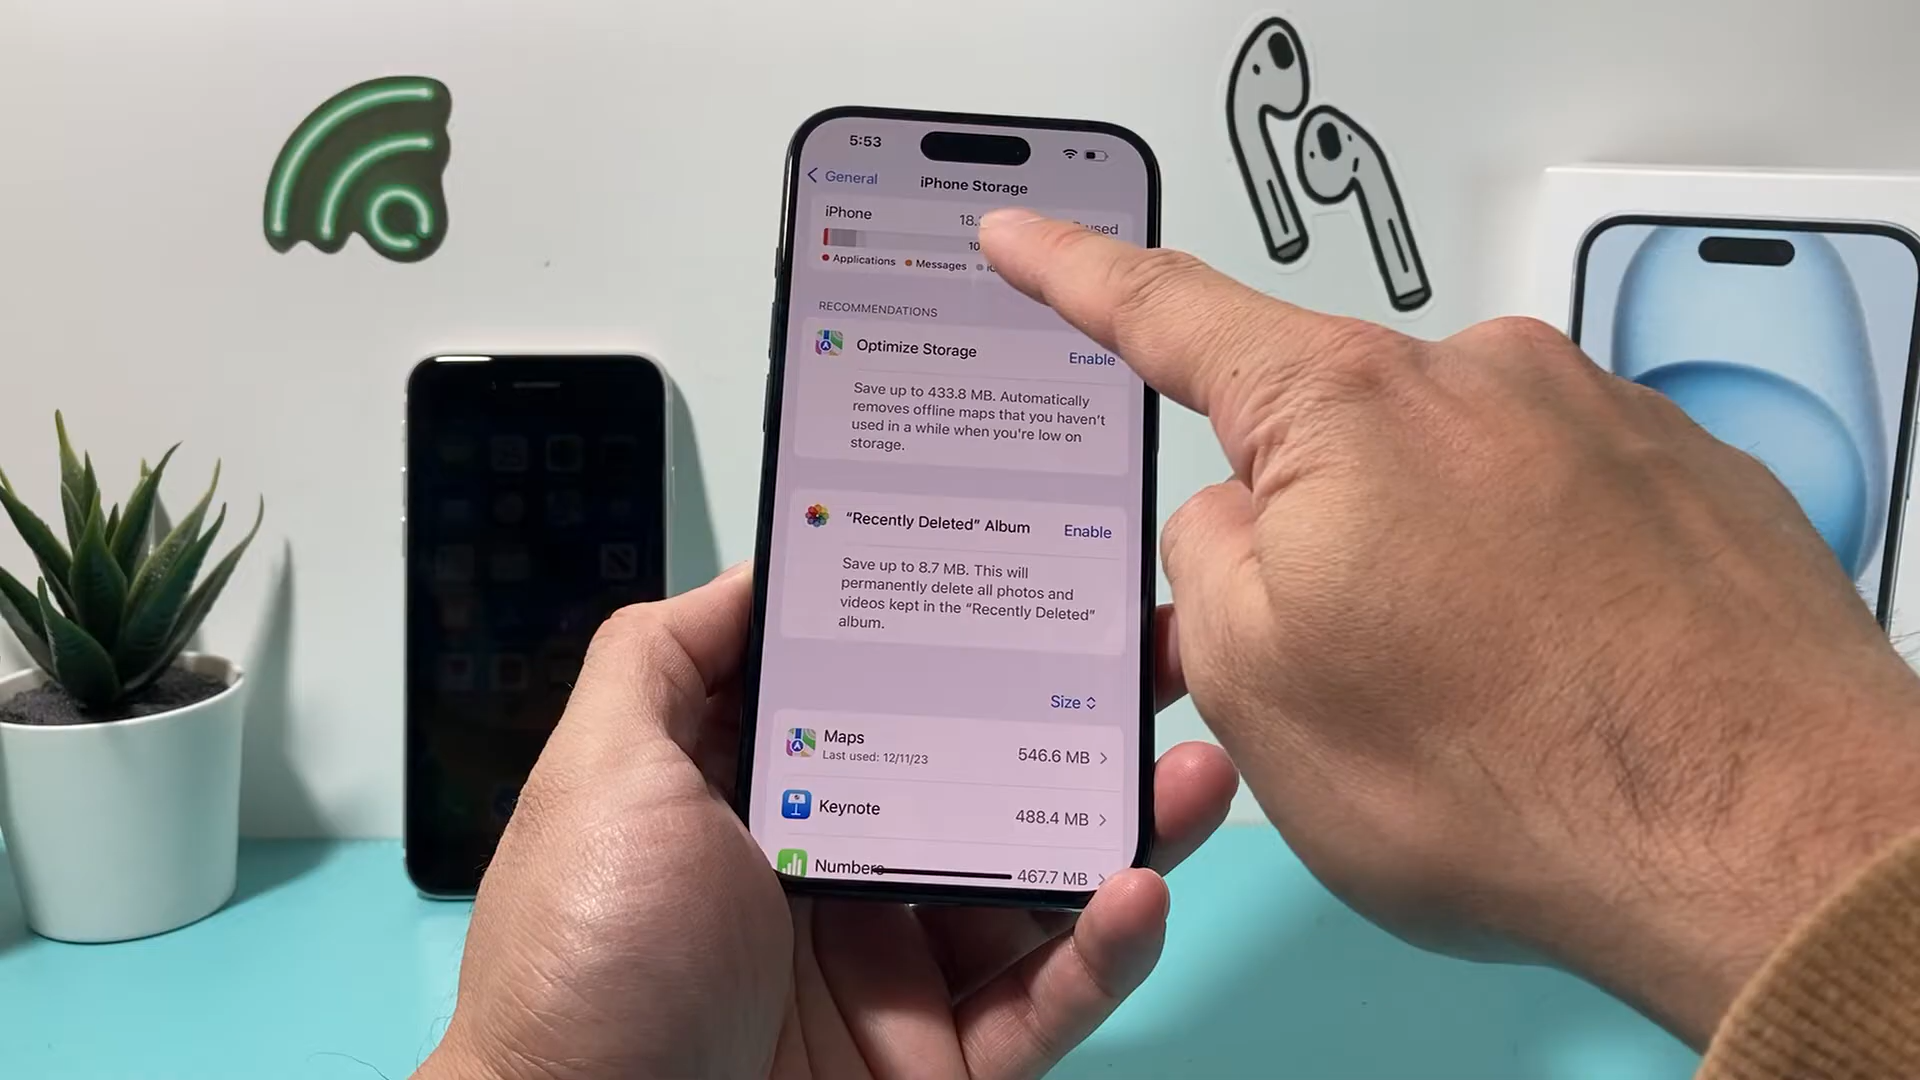 5:53
General
iPhone Storage
iPhone
used
Applications
Messages
RECOMMENDATIONS
Optimize Storage
Enable
Save up to 433.8 MB. Automatically
removes offline maps that you haven't
used in a while when you're low on
storage.
“Recently Deleted” Album
Enable
Save up to 8.7 MB. This will
permanently delete all photos and
videos kept in the “Recently Deleted”
album.
Size
Maps
546.6 MB
Last used: 12/11/23
Keynote
488.4 MB
Numbers
467.7 MB